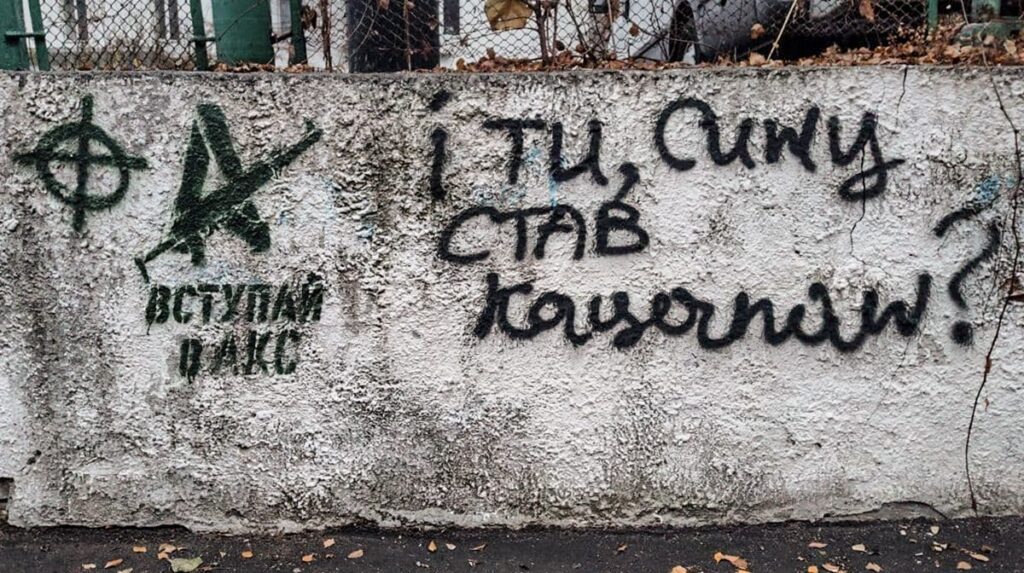 ВСТУПАЙ
В АКС
і ти, сину
став
кацапом?